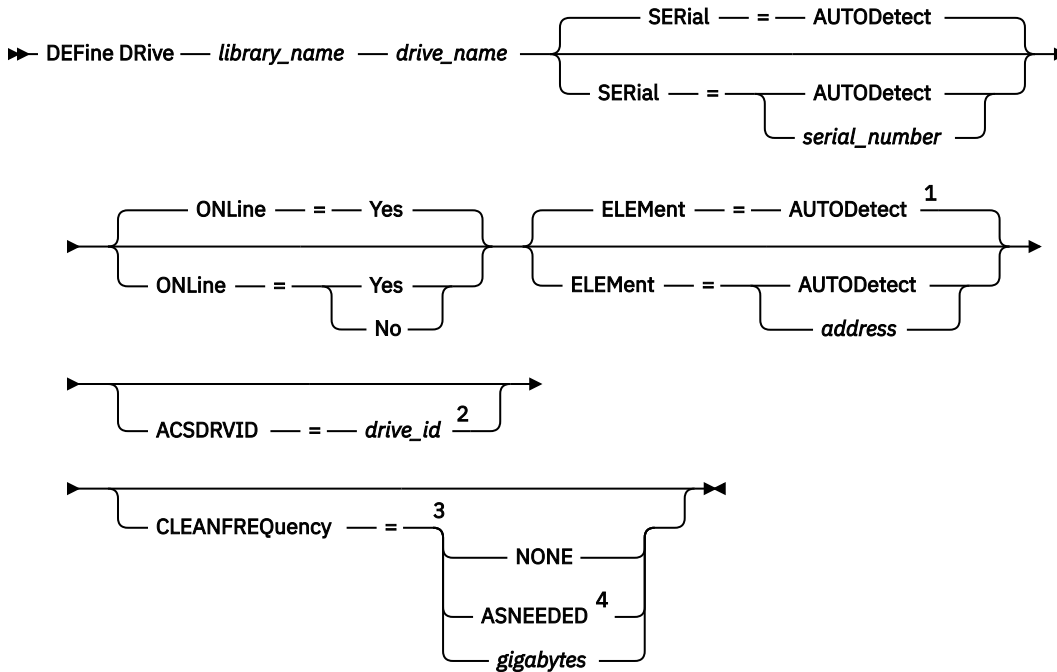 SERial = AUTODetect
DEFine DRive library_name drive_name
SERial = AUTODetect
serial_number
ONLine = Yes ELEMent = AUTODetect 1
ONLine = Yes ELEMent = AUTODetect
No address
ACSDRVID = drive_id 2
CLEANFREQuency = 3
NONE
ASNEEDED 4
gigabytes